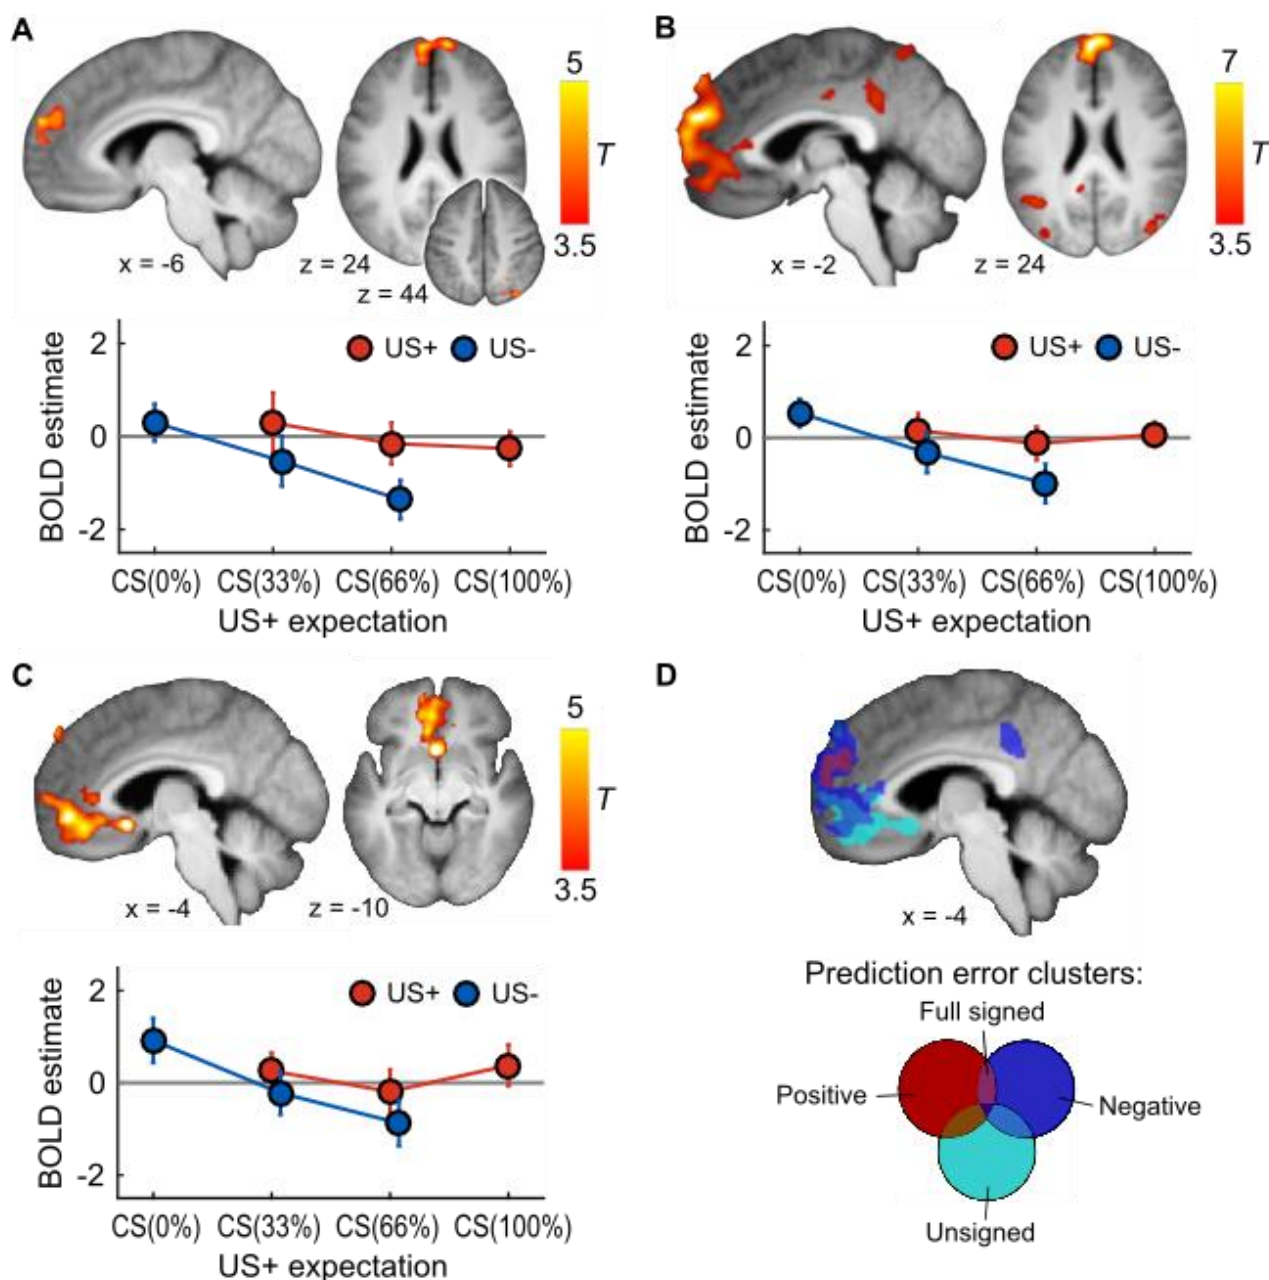 A
5
T
3.5
x = -6
z = 24
z = 44
2
0
-2
BOLD estimate
US+
US-
CS(0%)
CS(33%)
CS(66%)
CS(100%)
US+ expectation
B
7
T
3.5
x = -2
z = 24
2
0
-2
BOLD estimate
US+
US-
CS(0%)
CS(33%)
CS(66%)
CS(100%)
US+ expectation
C
5
T
3.5
x = -4
z = -10
2
0
-2
BOLD estimate
US+
US-
CS(0%)
CS(33%)
CS(66%)
CS(100%)
US+ expectation
D
x = -4
Prediction error clusters:
Full signed
Positive
Negative
Unsigned